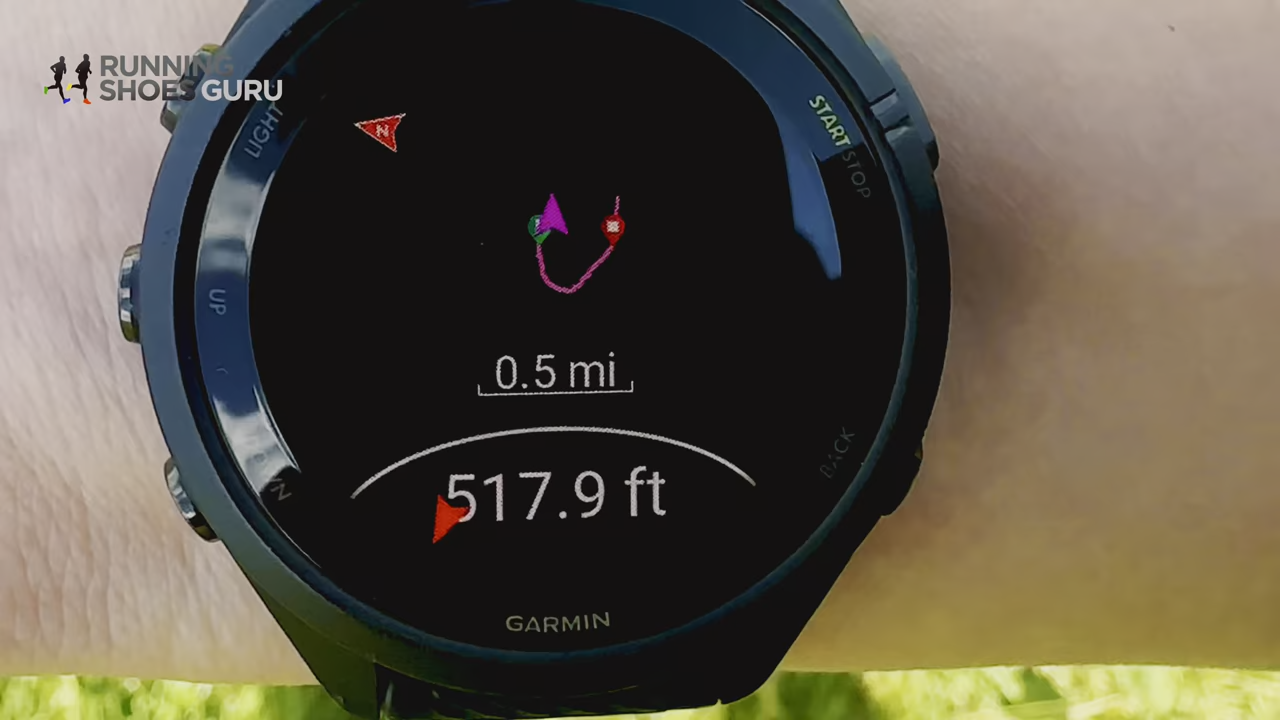 RUNNING
SHOES GURU
LIGHT
START
STOP
N
UP
0.5 mi
BACK
517.9 ft
GARMIN